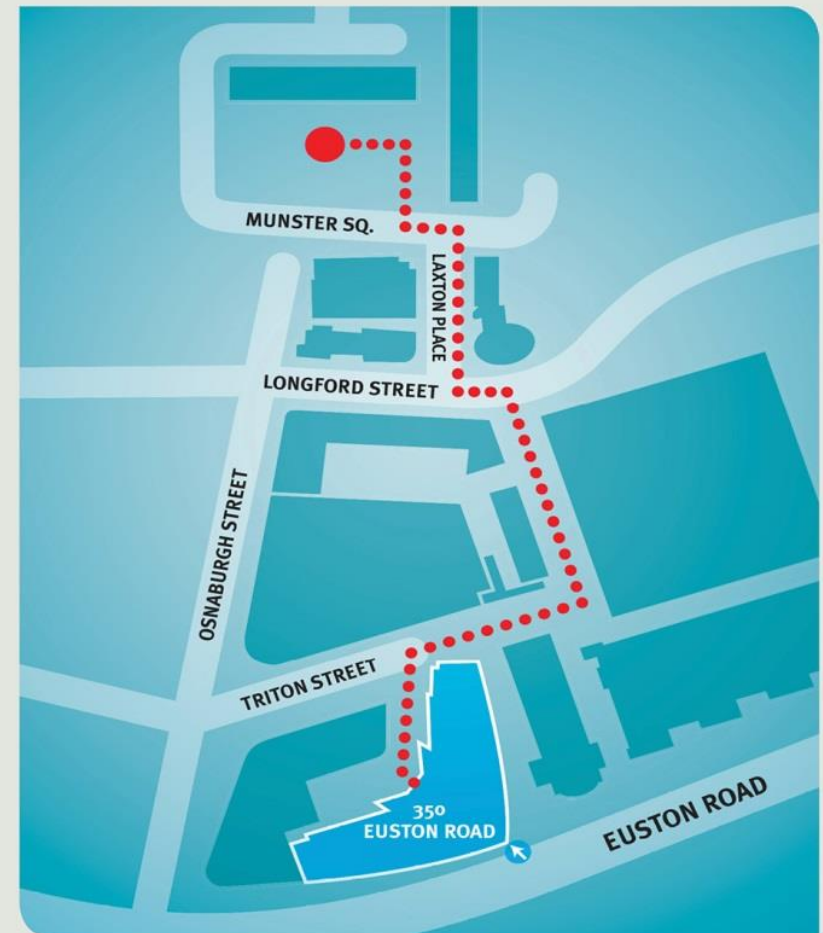 MUNSTER SQ.
LAXTON PLACE
LONGFORD STREET
OSNABURGH STREET
TRITON STREET
350
EUSTON ROAD
EUSTON ROAD